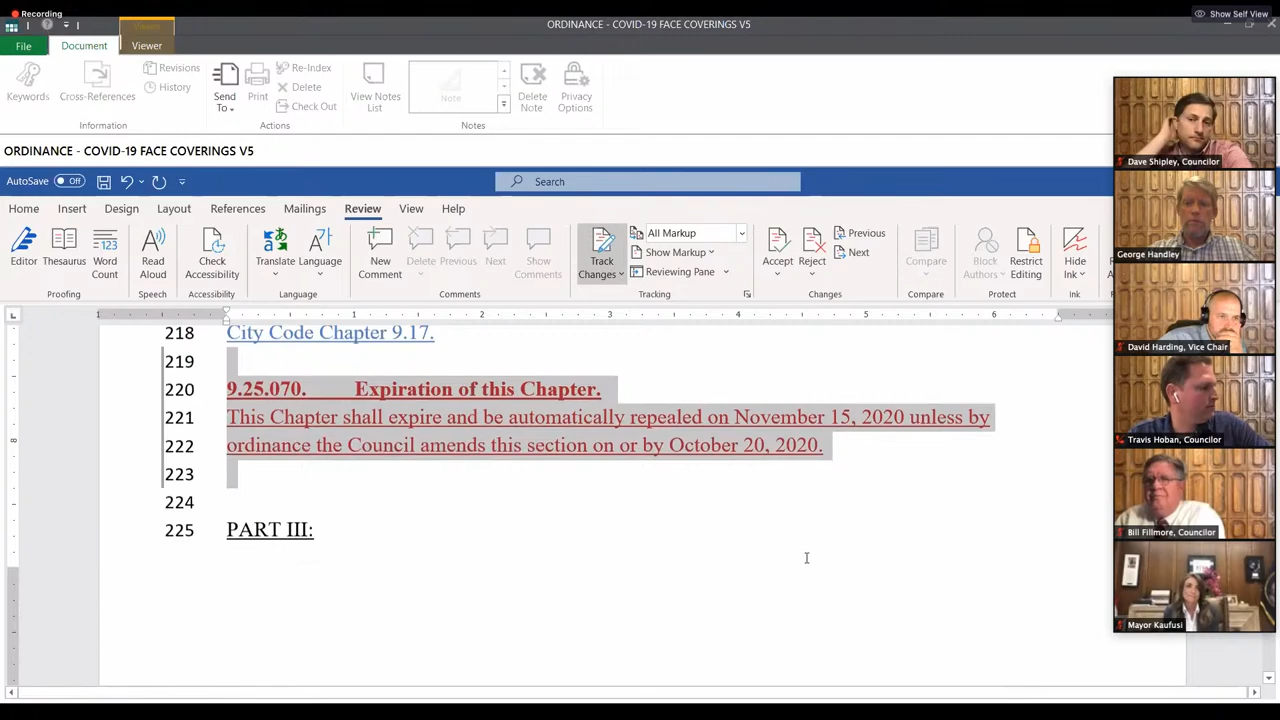 Recording
Show Self View
ORDINANCE - COVID-19 FACE COVERINGS V5
File
Document
Viewer
Keywords
Cross-References
Revisions
History
Information
Send To
Print
Re-Index
Delete
Check Out
Actions
View Notes List
Note
Delete Note
Privacy Options
Notes
ORDINANCE - COVID-19 FACE COVERINGS V5
AutoSave Off
Search
Home Insert Design Layout References Mailings Review View Help
Editor
Thesaurus
Word Count
Proofing
Read Aloud
Speech
Check Accessibility
Accessibility
Translate
Language
Language
New Comment
Delete
Previous
Next
Show Comments
Comments
Track Changes
All Markup
Show Markup
Reviewing Pane
Tracking
Accept
Reject
Previous
Next
Changes
Compare
Compare
Block Authors
Restrict Editing
Protect
Hide Ink
Ink
1 1 2 3 4 5 6
218 City Code Chapter 9.17.
219
220 9.25.070. Expiration of this Chapter.
221 This Chapter shall expire and be automatically repealed on November 15, 2020 unless by
222 ordinance the Council amends this section on or by October 20, 2020.
223
224
225 PART III:
Dave Shipley, Councilor
George Handley
David Harding, Vice Chair
Travis Hoban, Councilor
Bill Fillmore, Councilor
Mayor Kaufusi